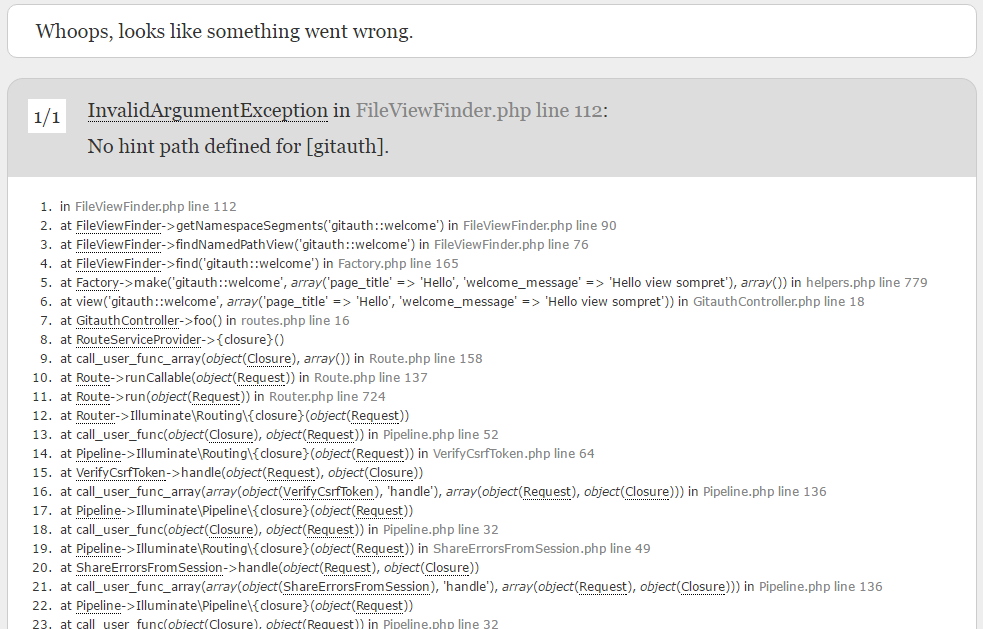 Whoops, looks like something went wrong.
1/1
InvalidArgumentException in FileViewFinder.php line 112:
No hint path defined for [gitauth].
1. in FileViewFinder.php line 112
2. at FileViewFinder->getNamespaceSegments('gitauth::welcome') in FileViewFinder.php line 90
3. at FileViewFinder->findNamedPathView('gitauth::welcome') in FileViewFinder.php line 76
4. at FileViewFinder->find('gitauth::welcome') in Factory.php line 165
5. at Factory->make('gitauth::welcome', array('page_title' => 'Hello', 'welcome_message' => 'Hello view sompret'), array()) in helpers.php line 779
6. at view('gitauth::welcome', array('page_title' => 'Hello', 'welcome_message' => 'Hello view sompret')) in GitauthController.php line 18
7. at GitauthController->foo() in routes.php line 16
8. at RouteServiceProvider->{closure}()
9. at call_user_func_array(object(Closure), array()) in Route.php line 158
10. at Route->runCallable(object(Request)) in Route.php line 137
11. at Route->run(object(Request)) in Router.php line 724
12. at Router->Illuminate\Routing\{closure}(object(Request))
13. at call_user_func(object(Closure), object(Request)) in Pipeline.php line 52
14. at Pipeline->Illuminate\Routing\{closure}(object(Request)) in VerifyCsrfToken.php line 64
15. at VerifyCsrfToken->handle(object(Request), object(Closure))
16. at call_user_func_array(array(object(VerifyCsrfToken), 'handle'), array(object(Request), object(Closure))) in Pipeline.php line 136
17. at Pipeline->Illuminate\Pipeline\{closure}(object(Request))
18. at call_user_func(object(Closure), object(Request)) in Pipeline.php line 32
19. at Pipeline->Illuminate\Routing\{closure}(object(Request)) in ShareErrorsFromSession.php line 49
20. at ShareErrorsFromSession->handle(object(Request), object(Closure))
21. at call_user_func_array(array(object(ShareErrorsFromSession), 'handle'), array(object(Request), object(Closure))) in Pipeline.php line 136
22. at Pipeline->Illuminate\Pipeline\{closure}(object(Request))
23. at call_user_func(object(Closure), object(Request)) in Pipeline.php line 32